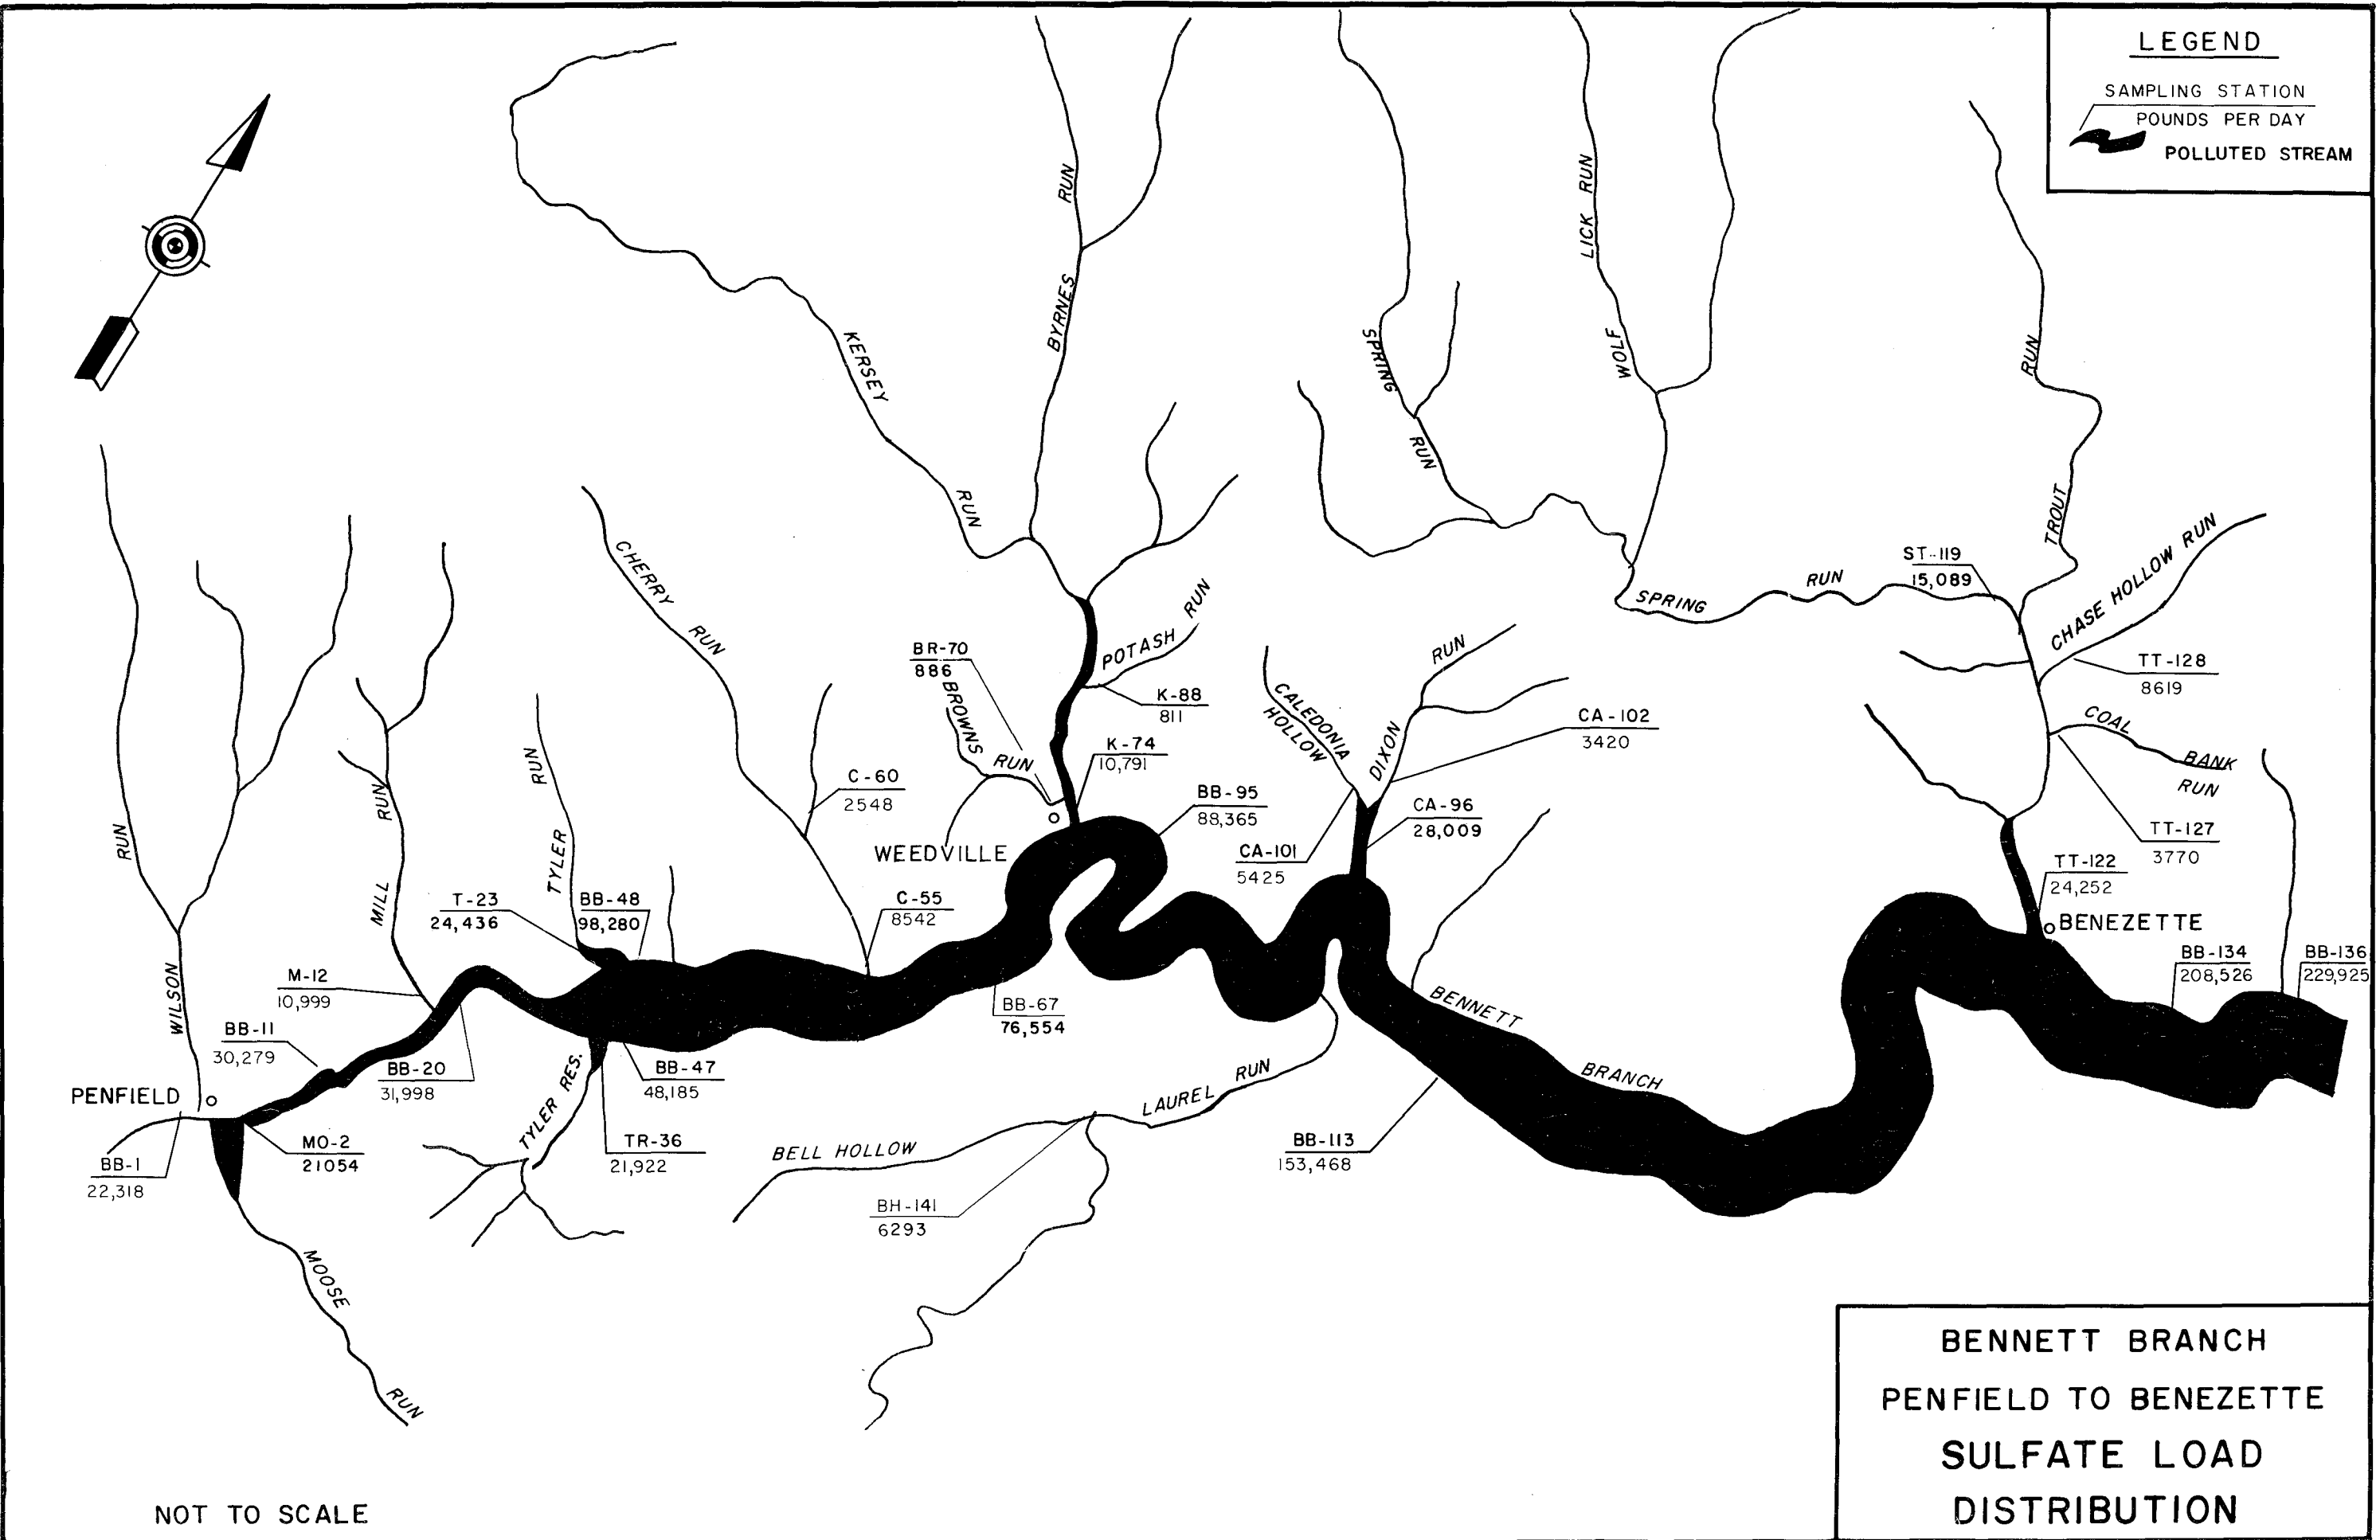 LEGEND
SAMPLING STATION
POUNDS PER DAY
POLLUTED STREAM
RUN
BYRNES
KERSEY
RUN
LICK RUN
WOLF
SPRING
RUN
RUN
TROUT
SPRING
RUN
ST-119
15,089
CHASE HOLLOW RUN
TT-128
8619
COAL
BANK
RUN
TT-127
3770
TT-122
24,252
BENEZETTE
BB-134
208,526
BB-136
229,925
CHERRY
RUN
BR-70
886
BROWNS
RUN
POTASH RUN
K-88
811
K-74
10,791
CALEDONIA
HOLLOW
DIXON
RUN
CA-102
3420
CA-96
28,009
CA-101
5425
BB-95
88,365
WEEDVILLE
C-60
2548
C-55
8542
RUN
TYLER
T-23
24,436
BB-48
98,280
RUN
MILL
M-12
10,999
RUN
WILSON
BB-11
30,279
BB-20
31,998
PENFIELD
BB-1
22,318
MO-2
21054
TYLER RES.
BB-47
48,185
TR-36
21,922
BB-67
76,554
BENNETT
BRANCH
BELL HOLLOW
LAUREL RUN
BH-141
6293
BB-113
153,468
MOOSE
RUN
NOT TO SCALE
BENNETT BRANCH
PENFIELD TO BENEZETTE
SULFATE LOAD
DISTRIBUTION